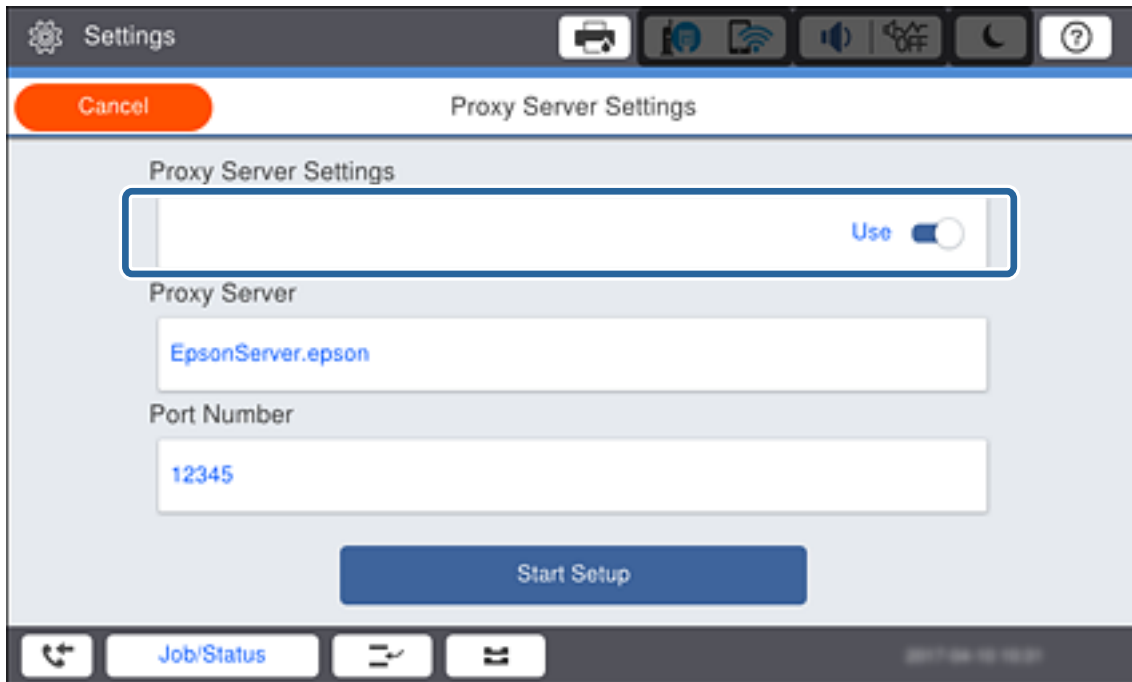 Settings
OFF
Cancel
Proxy Server Settings
Proxy Server Settings
Use
Proxy Server
EpsonServer.epson
Port Number
12345
Start Setup
Job/Status